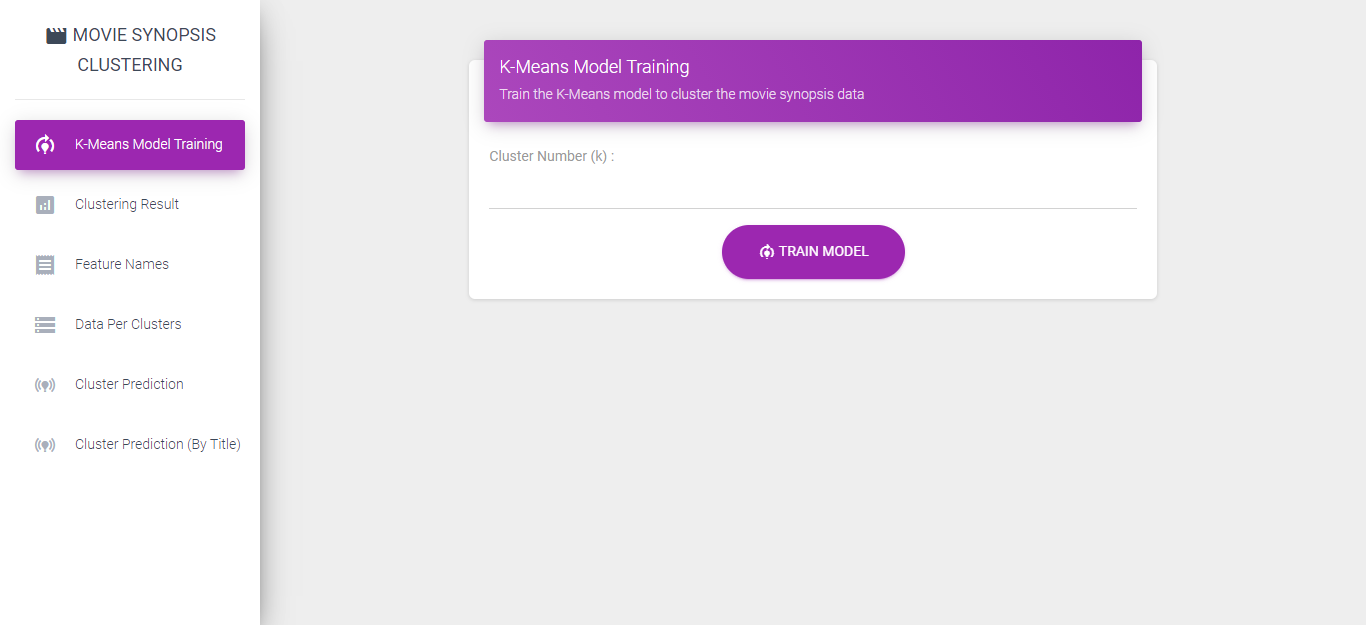 MOVIE SYNOPSIS
CLUSTERING
K-Means Model Training
Clustering Result
Feature Names
Data Per Clusters
Cluster Prediction
Cluster Prediction (By Title)
K-Means Model Training
Train the K-Means model to cluster the movie synopsis data
Cluster Number (k) :
TRAIN MODEL